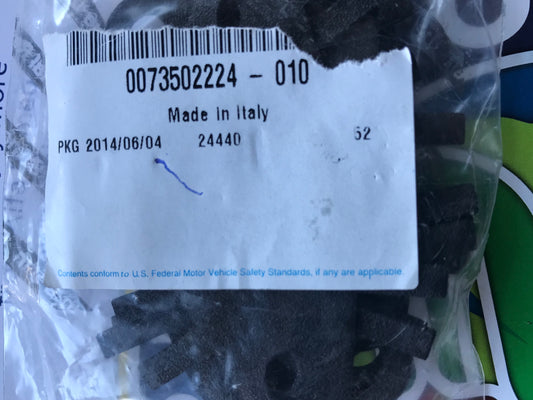 0073502224 - 010
Made in Italy
PKG 2014/06/04 24440 52
Contents conform to U.S. Federal Motor Vehicle Safety Standards, if any are applicable.
more